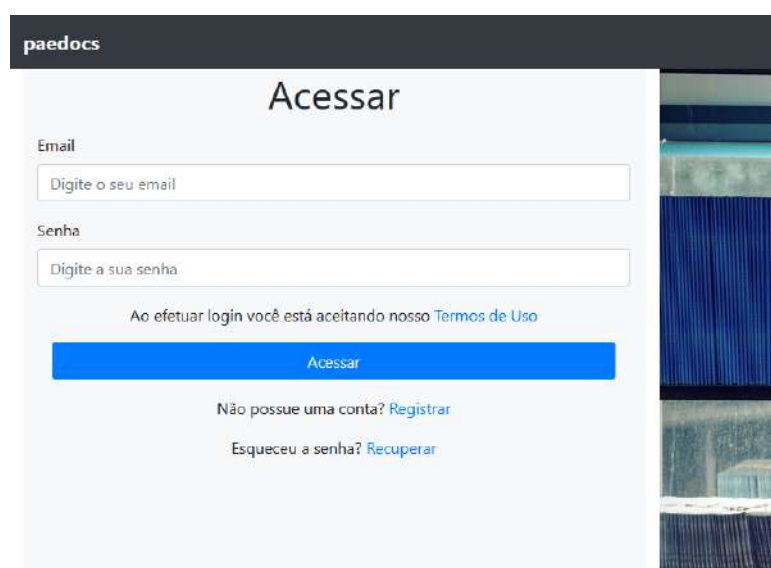 paedocs
Acessar
Email
Digite o seu email
Senha
Digite a sua senha
Ao efetuar login você está aceitando nosso Termos de Uso
Acessar
Não possue uma conta? Registrar
Esqueceu a senha? Recuperar